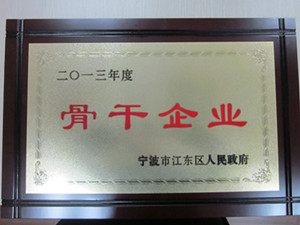 二〇一三年度
骨干企业
宁波市江东区人民政府